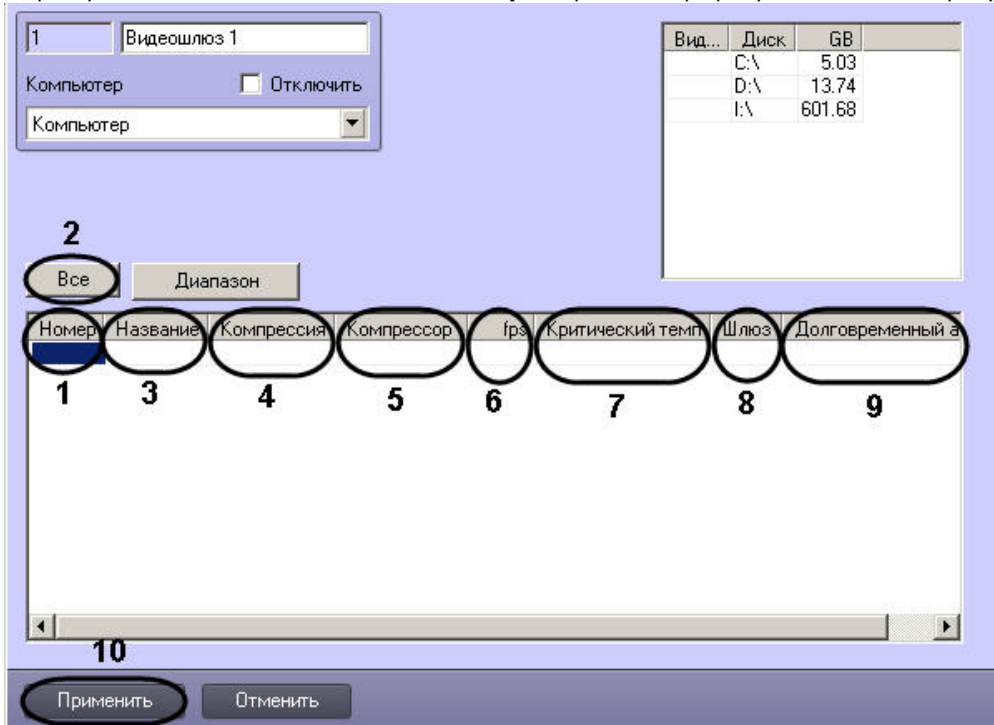 1 Видеошлюз 1
Компьютер Отключить
Компьютер
Вид... Диск GB
C:\ 5.03
D:\ 13.74
I:\ 601.68
2
Все Диапазон
Номер Название Компрессия Компрессор fps Критический темп Шлюз Долговременный а
1 3 4 5 6 7 8 9
10
Применить Отменить